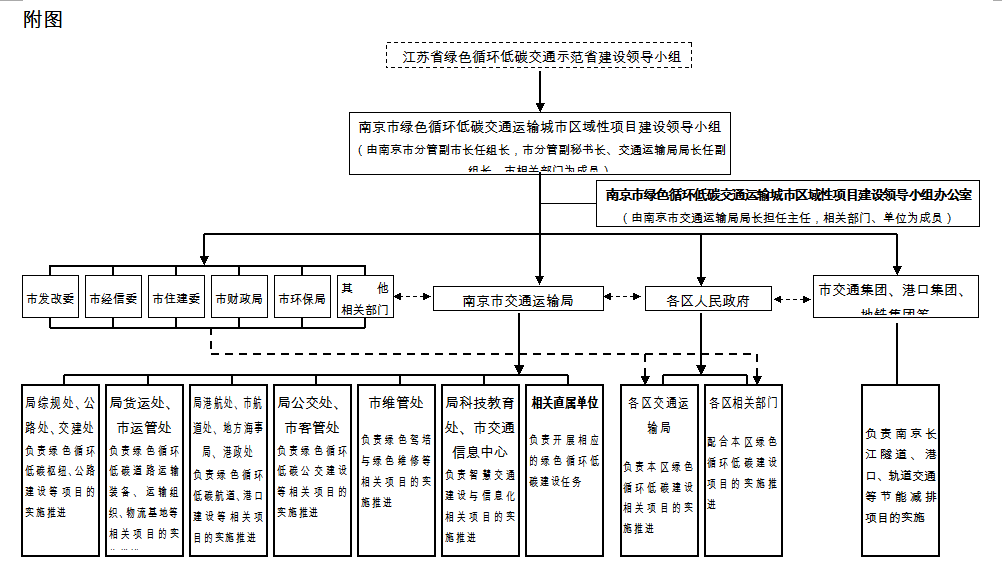 附图
江苏省绿色循环低碳交通示范省建设领导小组
南京市绿色循环低碳交通运输城市区域性项目建设领导小组
（由南京市分管副市长任组长，市分管副秘书长、交通运输局局长任副
组长，市相关部门为成员）
南京市绿色循环低碳交通运输城市区域性项目建设领导小组办公室
（由南京市交通运输局局长担任主任，相关部门、单位为成员）
市发改委
市经信委
市住建委
市财政局
市环保局
其 他
相关部门
南京市交通运输局
各区人民政府
市交通集团、港口集团、
地铁集团等
局综规处、公
路处、交建处
负责绿色循环
低碳枢纽、公路
建设等项目的
实施推进
局货运处、
市运管处
负责绿色循环
低碳道路运输
装备、运输组
织、物流基地等
相关项目的实
局港航处、市航
道处、地方海事
局、港政处
负责绿色循环
低碳航道、港口
建设等相关项
目的实施推进
局公交处、
市客管处
负责绿色循环
低碳公交建设
等相关项目的
实施推进
市维管处
负责绿色驾培
与绿色维修等
相关项目的实
施推进
局科技教育
处、市交通
信息中心
负责智慧交通
建设与信息化
相关项目的实
施推进
相关直属单位
负责开展相应
的绿色循环低
碳建设任务
各区交通运
输局
负责本区绿色
循环低碳建设
相关项目的实
施推进
各区相关部门
配合本区绿色
循环低碳建设
项目的实施推
进
负责南京长
江隧道、港
口、轨道交通
等节能减排
项目的实施